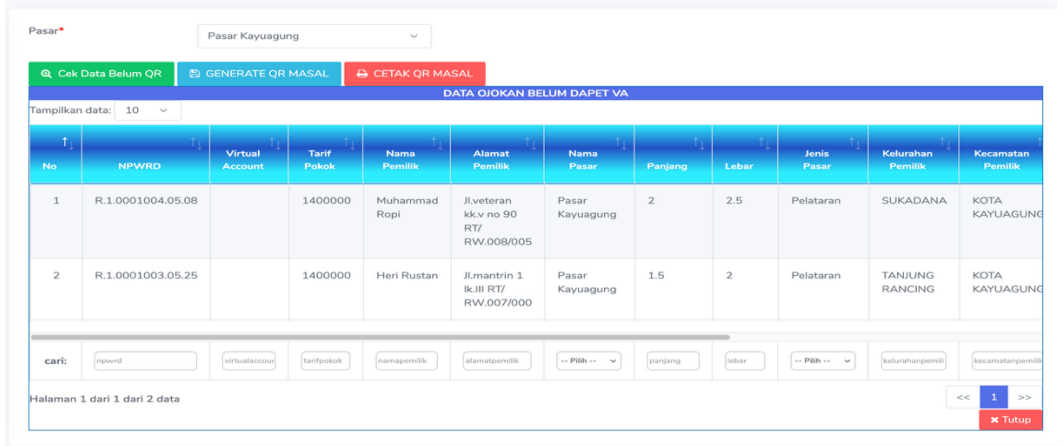 Pasar*
Pasar Kayuagung
Cek Data Belum QR
GENERATE QR MASAL
CETAK QR MASAL
DATA OJOKAN BELUM DAPET VA
Tampilkan data: 10
No NPWRD Virtual Account Tarif Pokok Nama Pemilik Alamat Pemilik Nama Pasar Panjang Lebar Jenis Pasar Kelurahan Pemilik Kecamatan Pemilik
1 R.1.0001004.05.08 1400000 Muhammad Ropi Jl.veteran kk.v no 90 RT/ RW.008/005 Pasar Kayuagung 2 2.5 Pelataran SUKADANA KOTA KAYUAGUNG
2 R.1.0001003.05.25 1400000 Heri Rustan Jl.mantrin 1 lk.III RT/ RW.007/000 Pasar Kayuagung 1.5 2 Pelataran TANJUNG RANCING KOTA KAYUAGUNG
cari: npwrd virtualaccou tarifpokok namapemilik alamatpemilik -- Pilih -- panjang lebar -- Pilih -- kelurahanpemili kecamatanpemilik
Halaman 1 dari 1 dari 2 data
<< 1 >>
Tutup